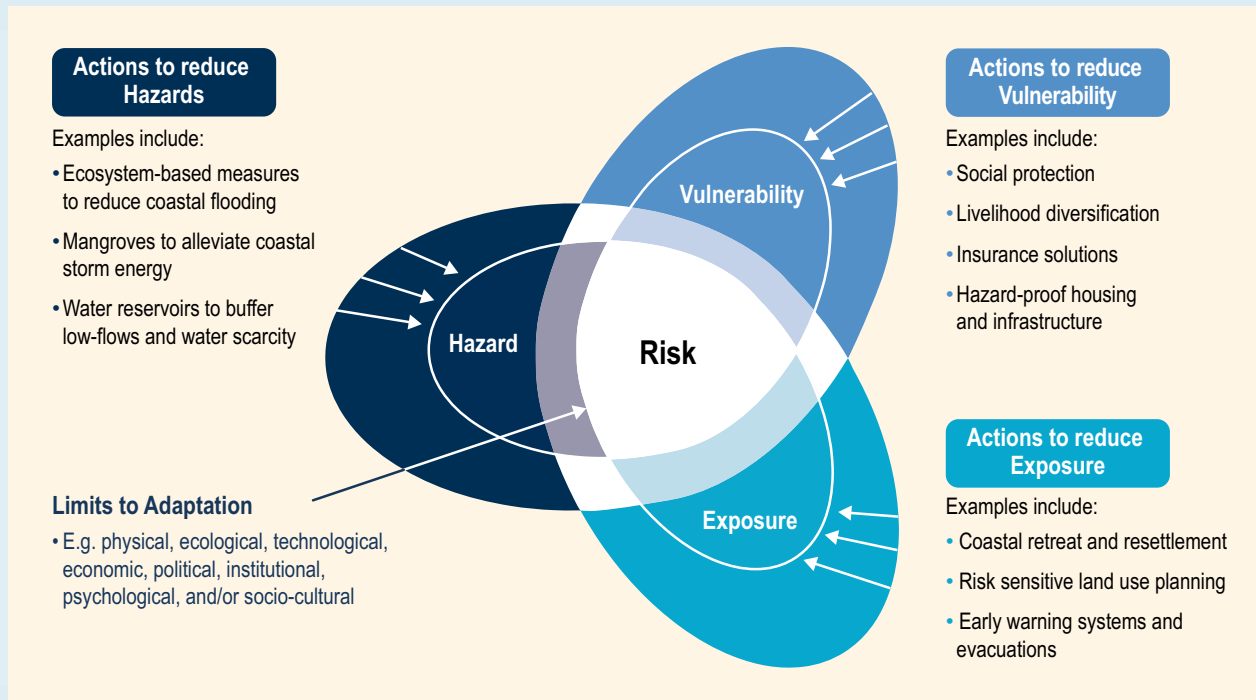 Actions to reduce
Hazards
Examples include:
• Ecosystem-based measures
to reduce coastal flooding
• Mangroves to alleviate coastal
storm energy
• Water reservoirs to buffer
low-flows and water scarcity
Limits to Adaptation
• E.g. physical, ecological, technological,
economic, political, institutional,
psychological, and/or socio-cultural
Vulnerability
Hazard
Risk
Exposure
Actions to reduce
Vulnerability
Examples include:
• Social protection
• Livelihood diversification
• Insurance solutions
• Hazard-proof housing
and infrastructure
Actions to reduce
Exposure
Examples include:
• Coastal retreat and resettlement
• Risk sensitive land use planning
• Early warning systems and
evacuations